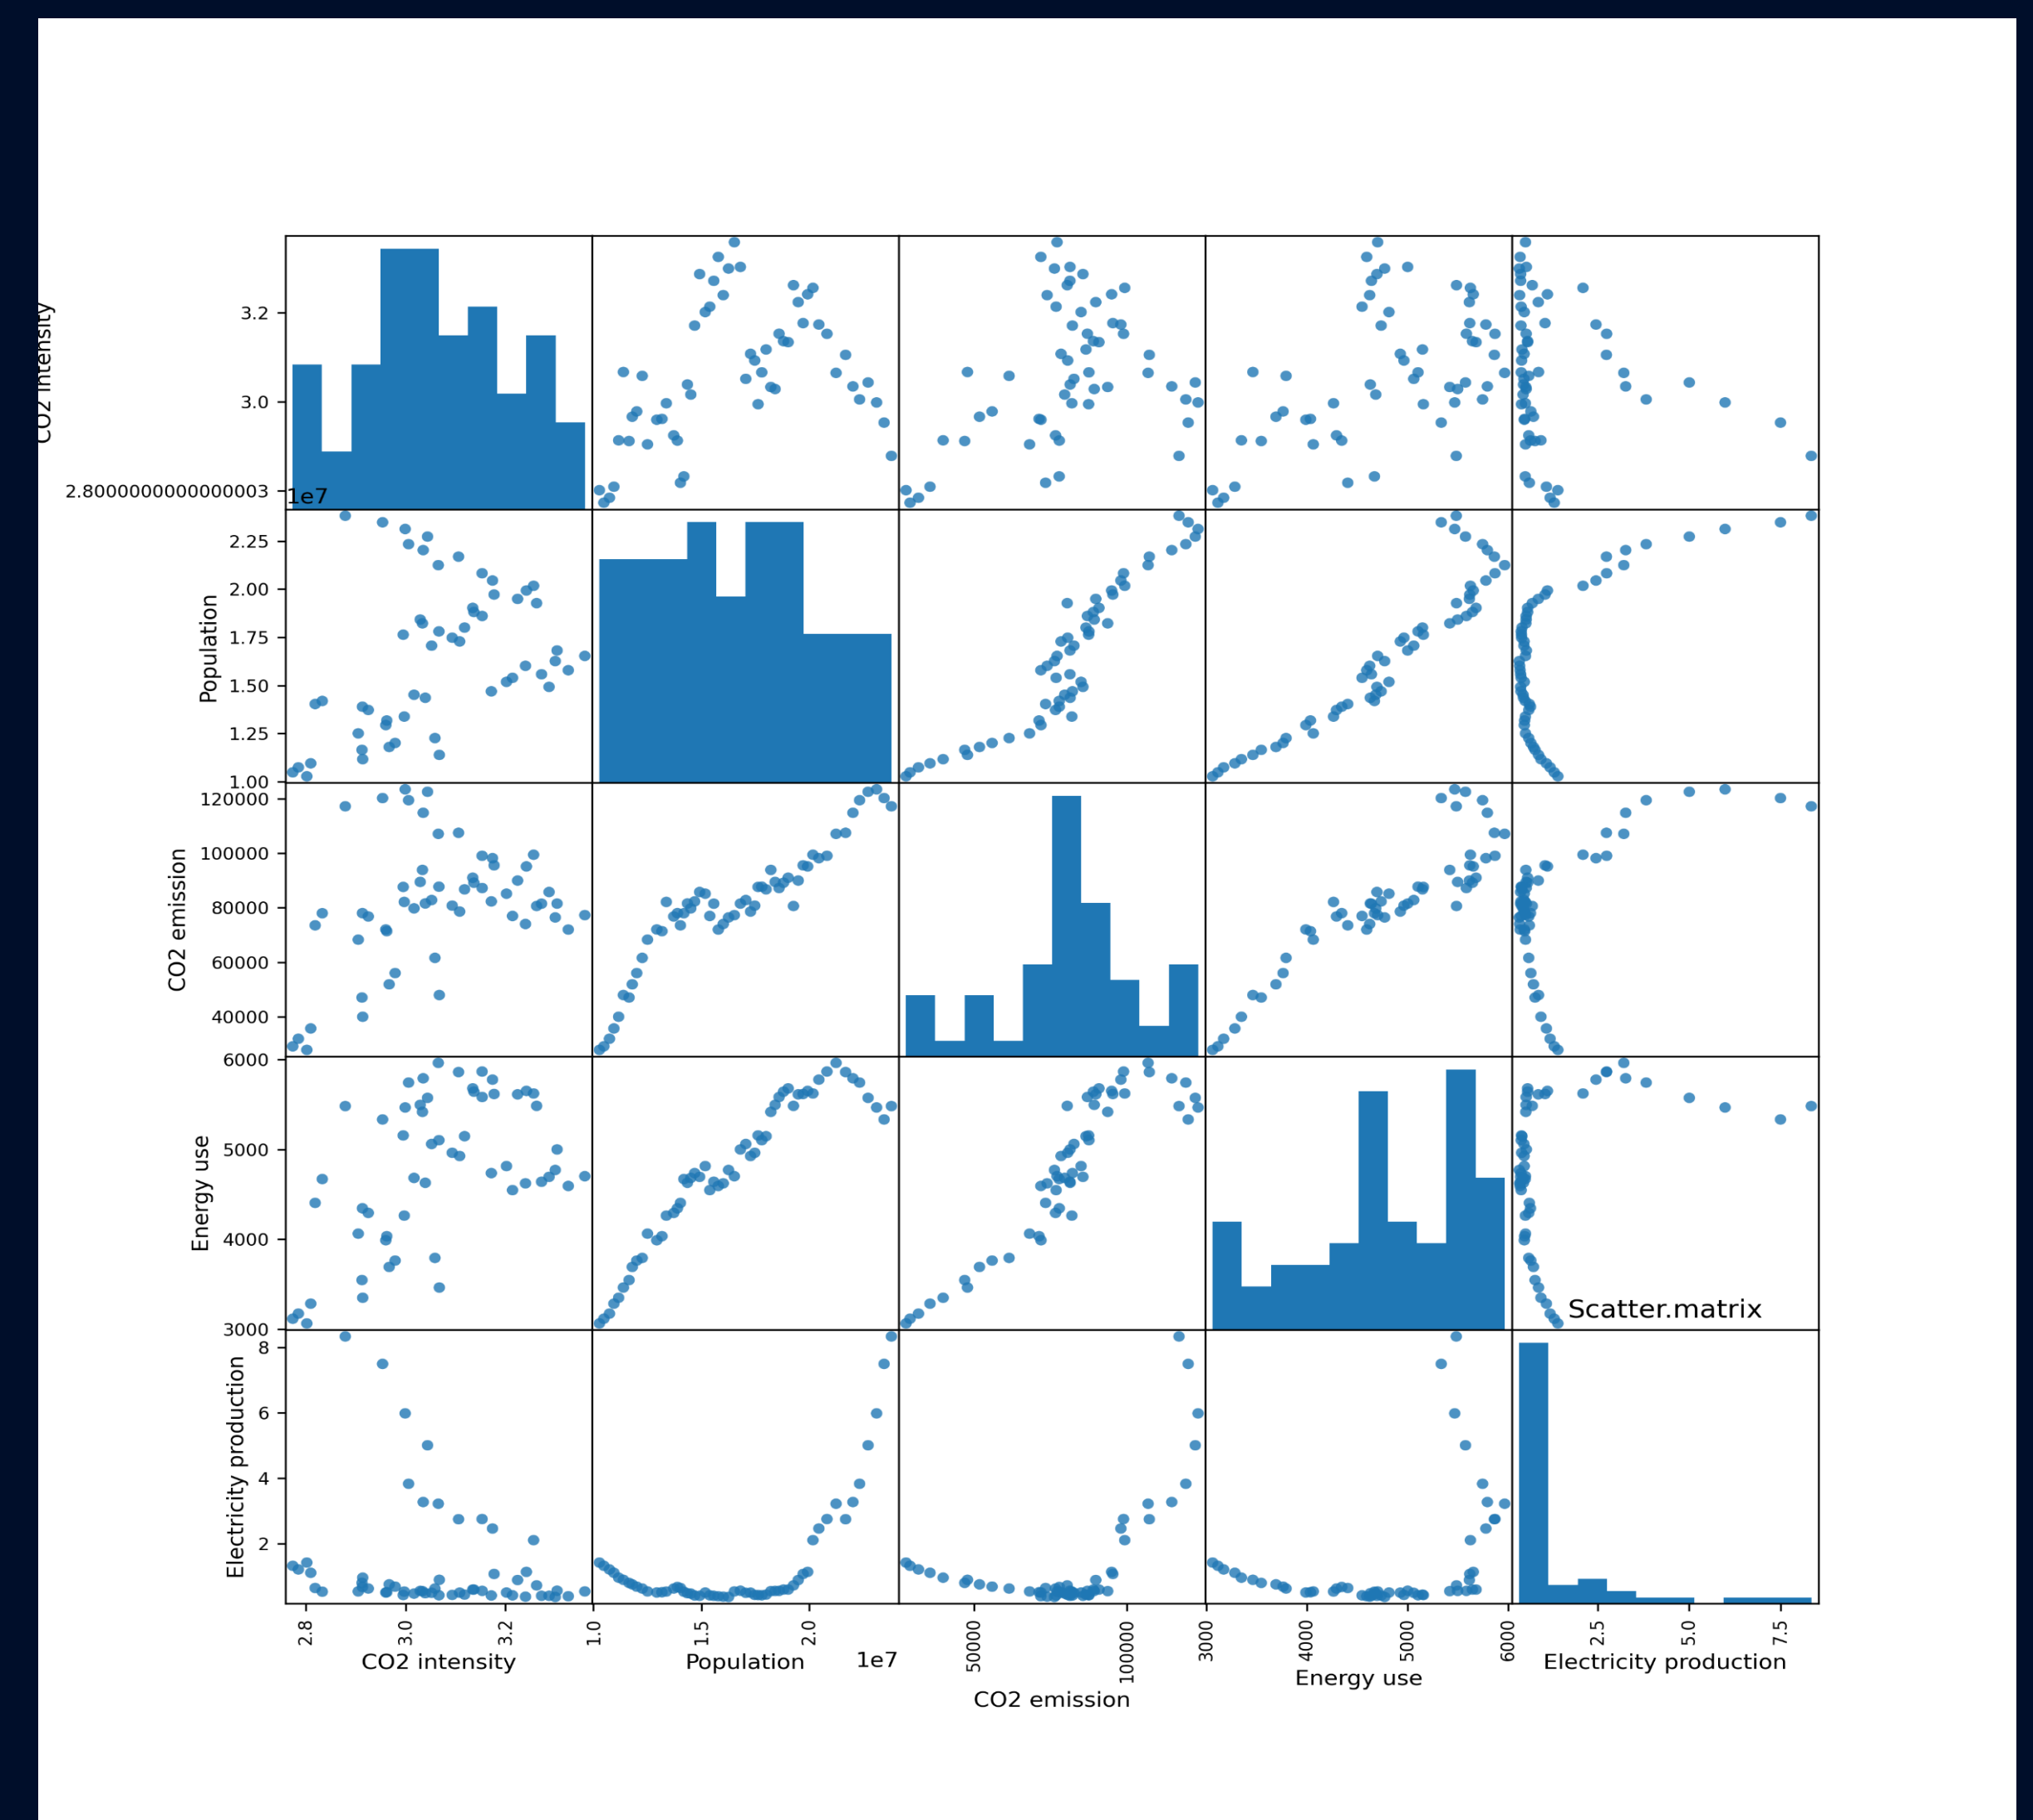 CO2 intensity
3.2
3.0
2.8000000000000003
1e7
Population
2.25
2.00
1.75
1.50
1.25
1.00
CO2 emission
120000
100000
80000
60000
40000
Energy use
6000
5000
4000
3000
Scatter.matrix
Electricity production
8
6
4
2
2.8 3.0 3.2 1.0 1.5 2.0 50000 100000 3000 4000 5000 6000 2.5 5.0 7.5
CO2 intensity Population 1e7 CO2 emission Energy use Electricity production